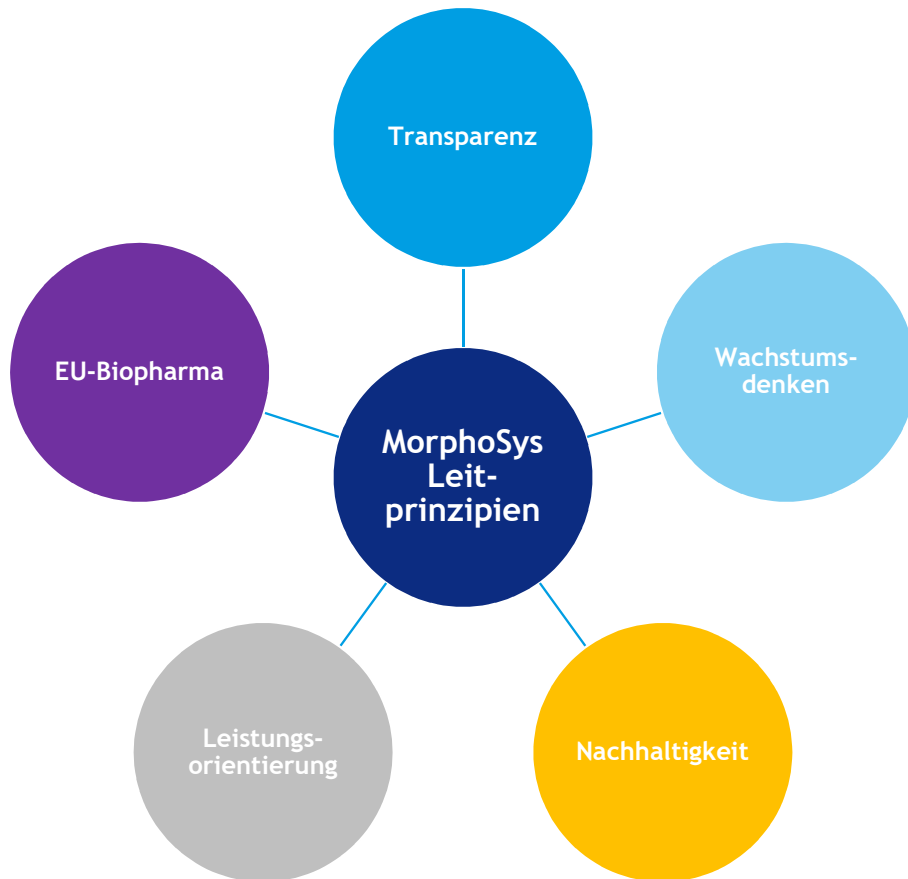 Transparenz
EU-Biopharma
Wachstums-
denken
MorphoSys
Leit-
prinzipien
Leistungs-
orientierung
Nachhaltigkeit